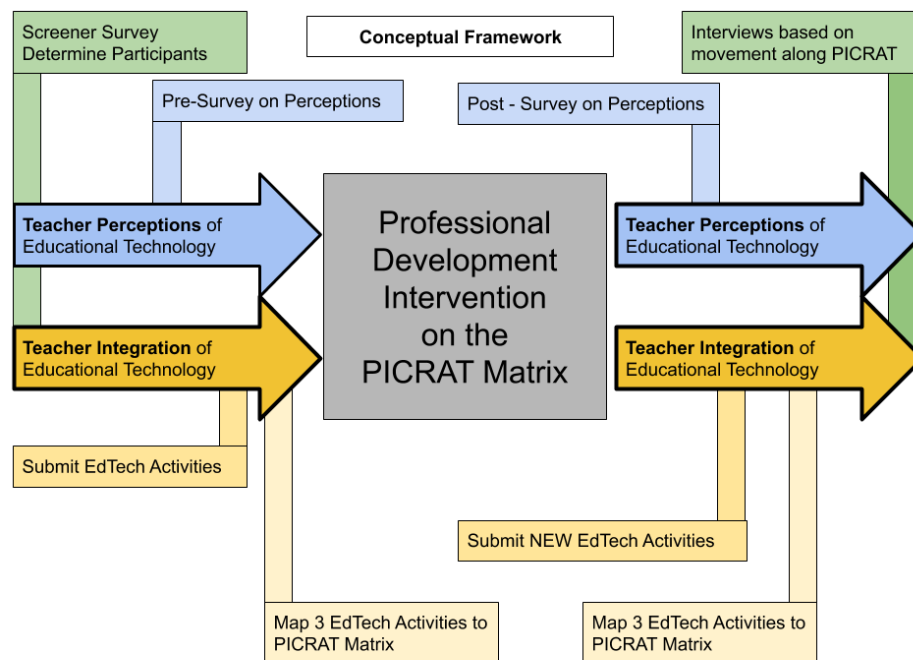 Screener Survey
Determine Participants
Conceptual Framework
Interviews based on
movement along PICRAT
Pre-Survey on Perceptions
Post - Survey on Perceptions
Teacher Perceptions of
Educational Technology
Professional
Development
Intervention
on the
PICRAT Matrix
Teacher Perceptions of
Educational Technology
Teacher Integration of
Educational Technology
Teacher Integration of
Educational Technology
Submit EdTech Activities
Submit NEW EdTech Activities
Map 3 EdTech Activities to
PICRAT Matrix
Map 3 EdTech Activities to
PICRAT Matrix